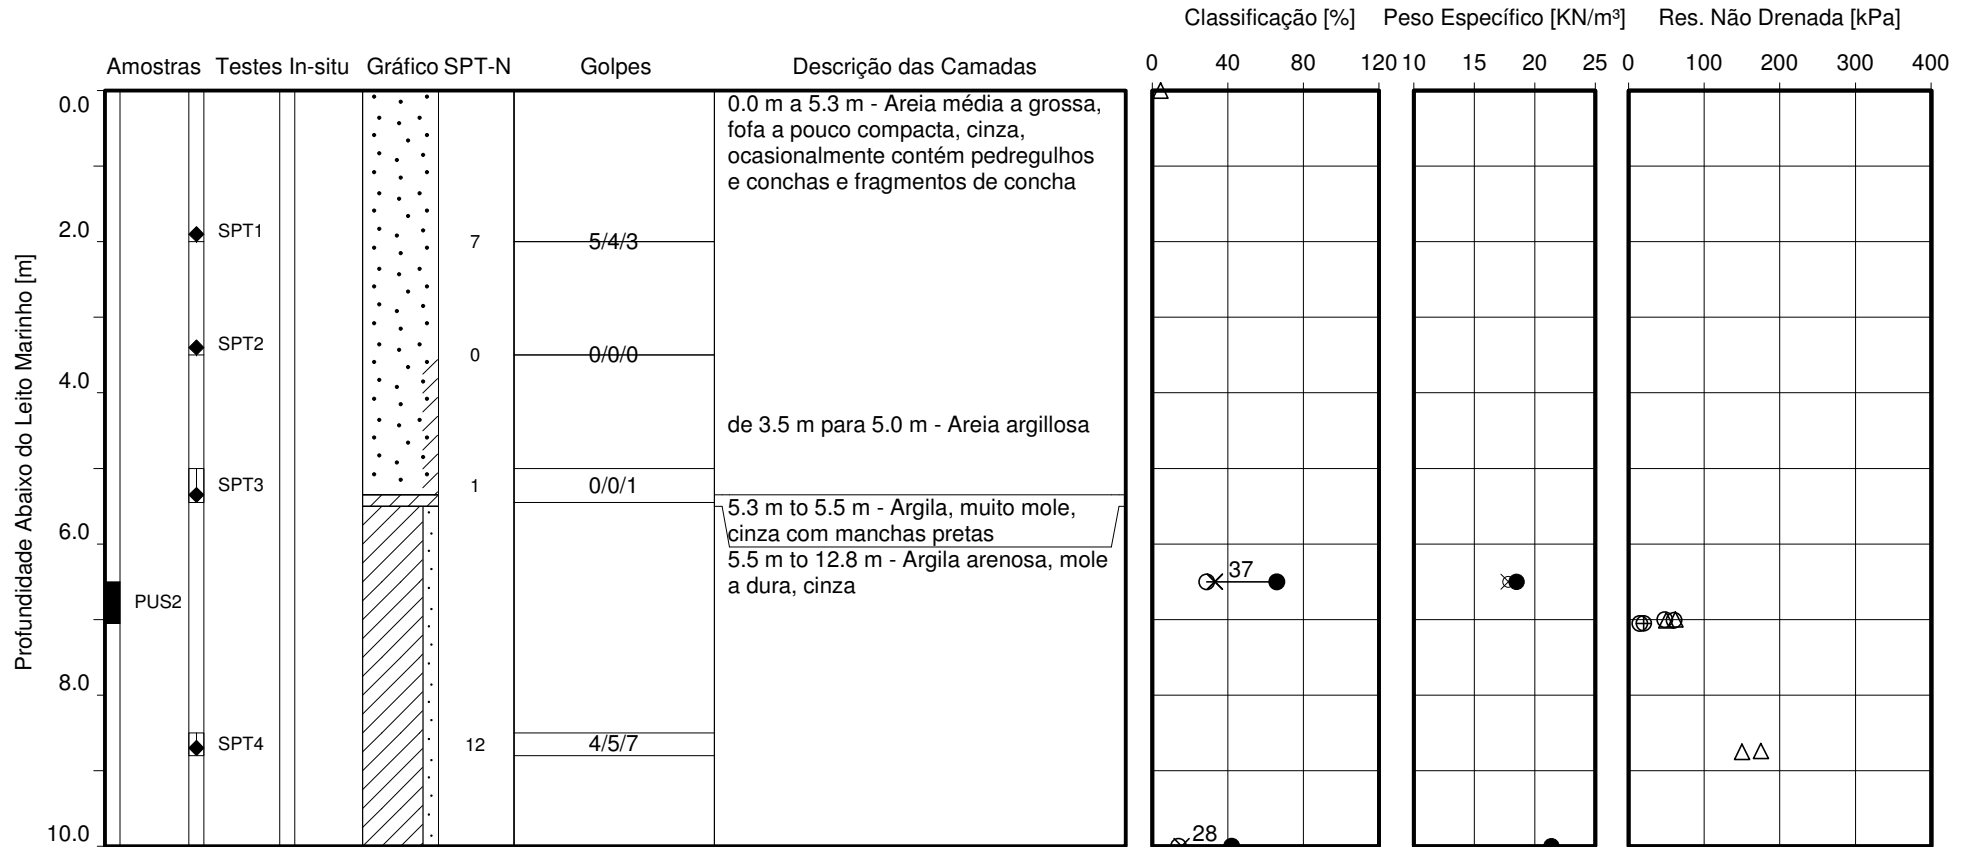 Classificação [%] Peso Específico [KN/m³] Res. Não Drenada [kPa]
Amostras Testes In-situ Gráfico SPT-N Golpes Descrição das Camadas
0 40 80 120 10 15 20 25 0 100 200 300 400
Profundidade Abaixo do Leito Marinho [m]
0.0
0.0 m a 5.3 m - Areia média a grossa,
fofa a pouco compacta, cinza,
ocasionalmente contém pedregulhos
e conchas e fragmentos de concha
2.0 SPT1 7 5/4/3
SPT2 0 0/0/0
4.0
de 3.5 m para 5.0 m - Areia argillosa
SPT3 1 0/0/1
5.3 m to 5.5 m - Argila, muito mole,
cinza com manchas pretas
6.0
5.5 m to 12.8 m - Argila arenosa, mole
a dura, cinza
37
PUS2
8.0
SPT4 12 4/5/7
10.0 28